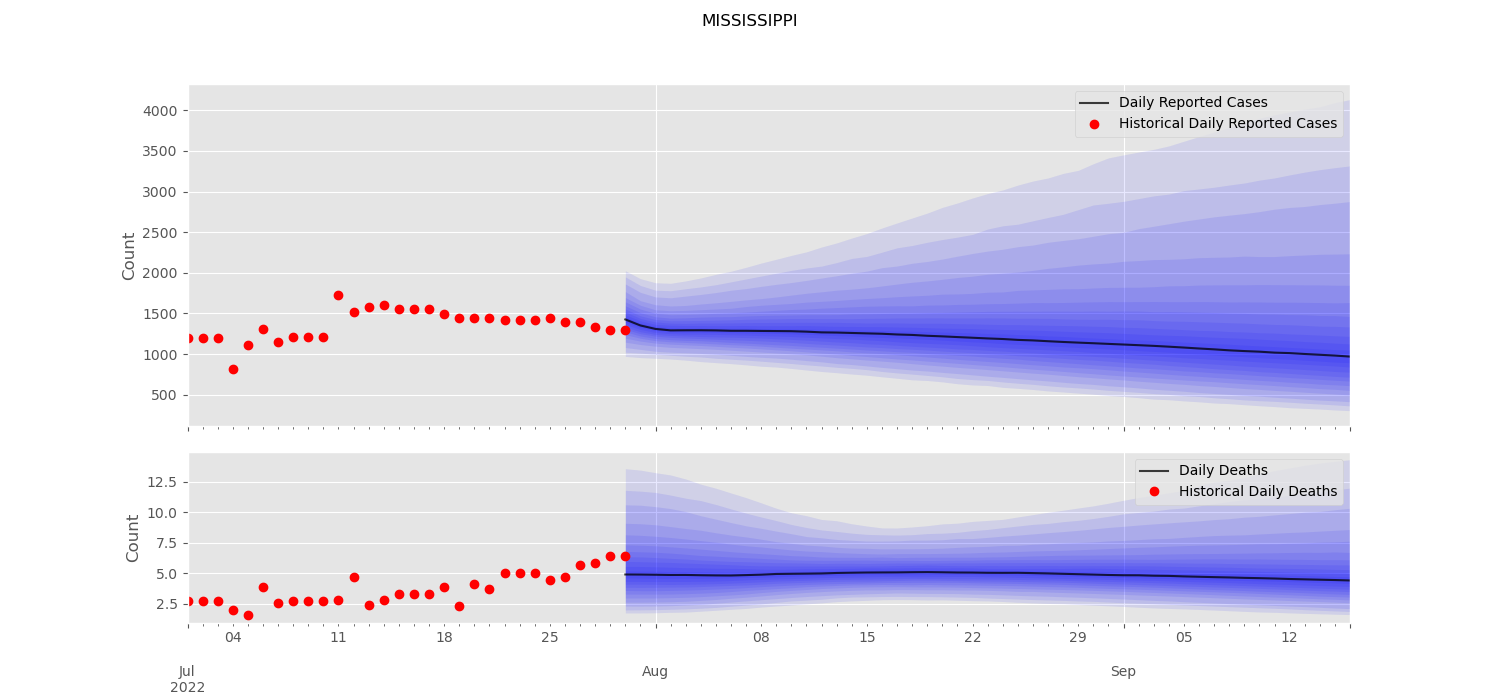 MISSISSIPPI
4000
3500
3000
2500
2000
1500
1000
500
Count
Daily Reported Cases
Historical Daily Reported Cases
12.5
10.0
7.5
5.0
2.5
Count
Daily Deaths
Historical Daily Deaths
04 11 18 25 08 15 22 29 05 12
Jul Aug Sep
2022